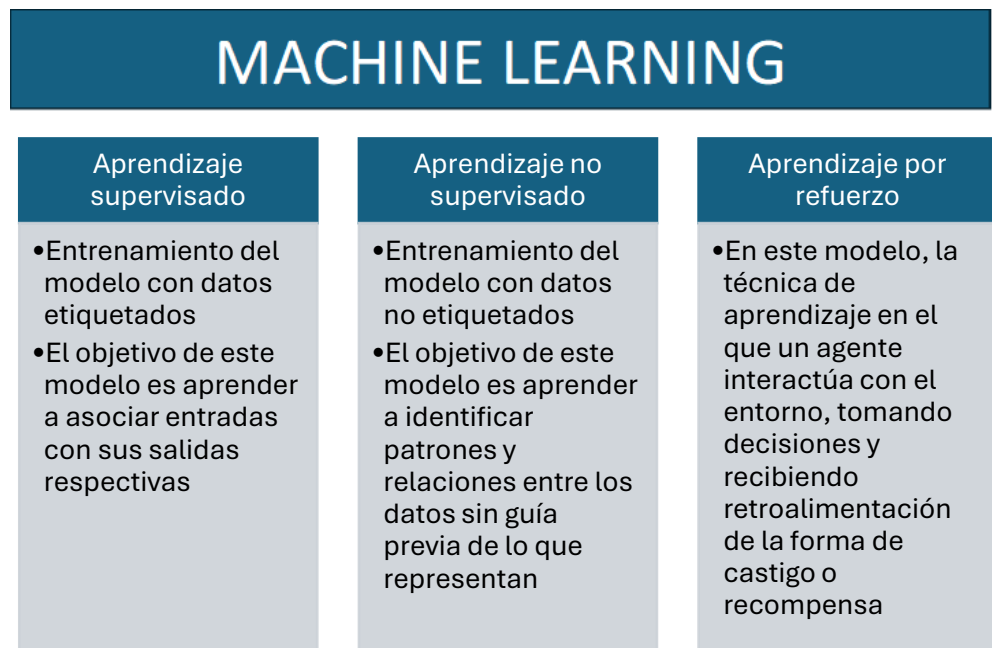 MACHINE LEARNING
Aprendizaje
supervisado
•Entrenamiento del
modelo con datos
etiquetados
•El objetivo de este
modelo es aprender
a asociar entradas
con sus salidas
respectivas
Aprendizaje no
supervisado
•Entrenamiento del
modelo con datos
no etiquetados
•El objetivo de este
modelo es aprender
a identificar
patrones y
relaciones entre los
datos sin guía
previa de lo que
representan
Aprendizaje por
refuerzo
•En este modelo, la
técnica de
aprendizaje en el
que un agente
interactúa con el
entorno, tomando
decisiones y
recibiendo
retroalimentación
de la forma de
castigo o
recompensa